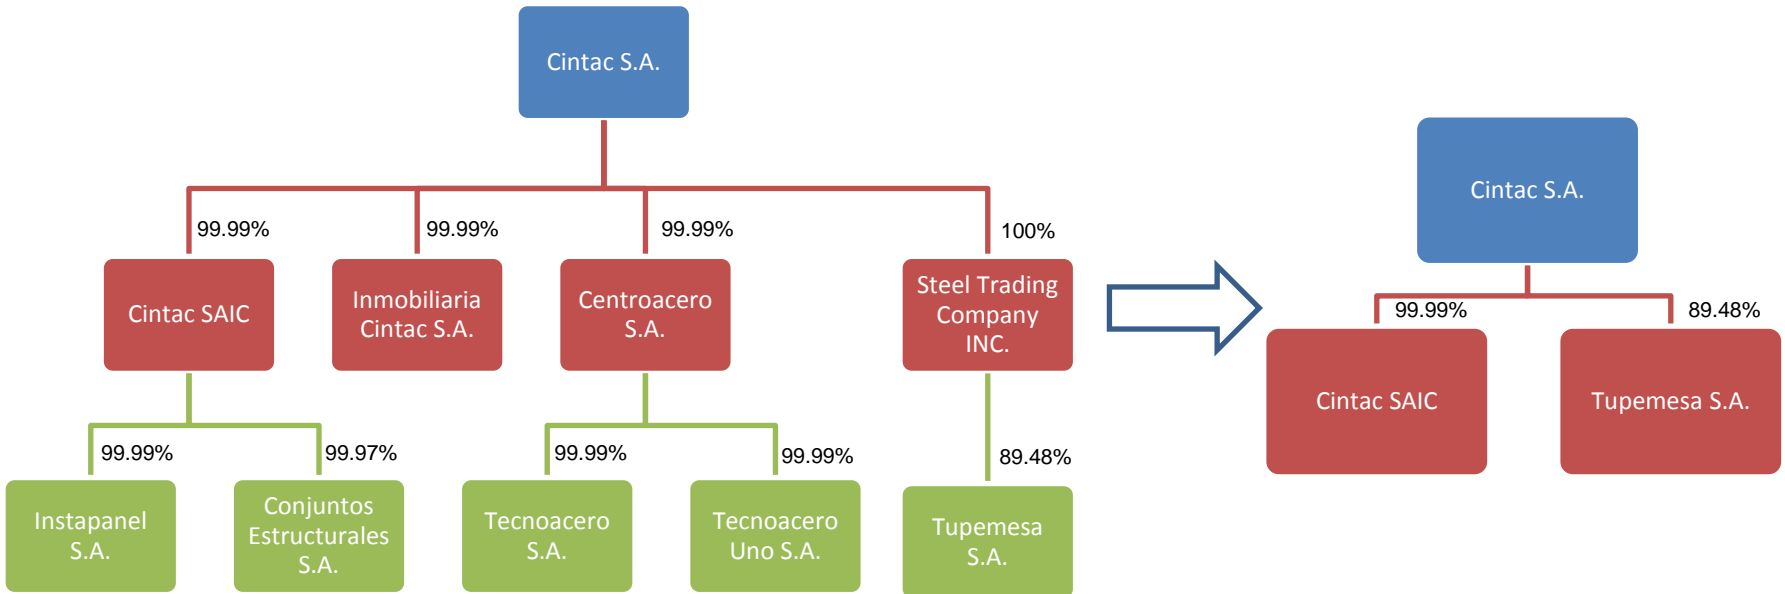 Cintac S.A.
99.99%
99.99%
99.99%
100%
Cintac SAIC
Inmobiliaria
Cintac S.A.
Centroacero
S.A.
Steel Trading
Company
INC.
99.99%
99.97%
99.99%
99.99%
89.48%
Instapanel
S.A.
Conjuntos
Estructurales
S.A.
Tecnoacero
S.A.
Tecnoacero
Uno S.A.
Tupemesa
S.A.
Cintac S.A.
99.99%
89.48%
Cintac SAIC
Tupemesa S.A.